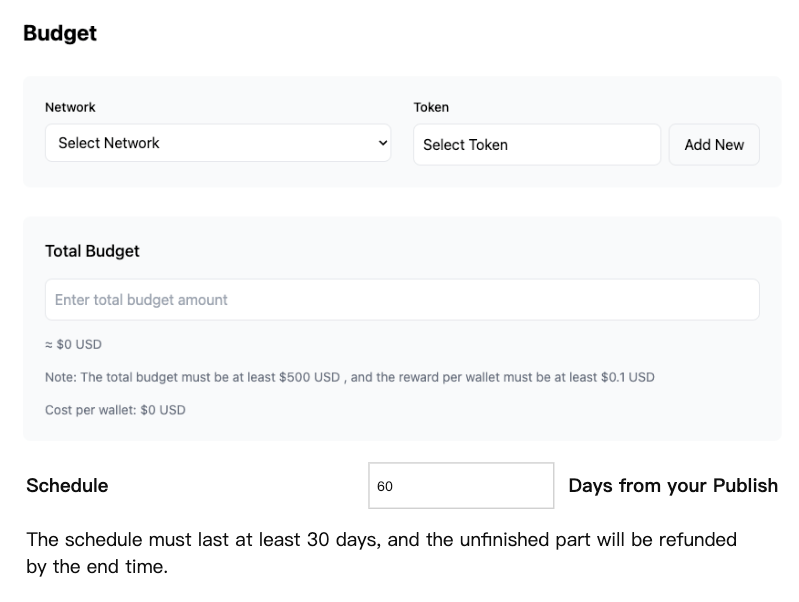 Budget
Network
Token
Select Network
Select Token
Add New
Total Budget
Enter total budget amount
≈ $0 USD
Note: The total budget must be at least $500 USD , and the reward per wallet must be at least $0.1 USD
Cost per wallet: $0 USD
Schedule
60
Days from your Publish
The schedule must last at least 30 days, and the unfinished part will be refunded
by the end time.